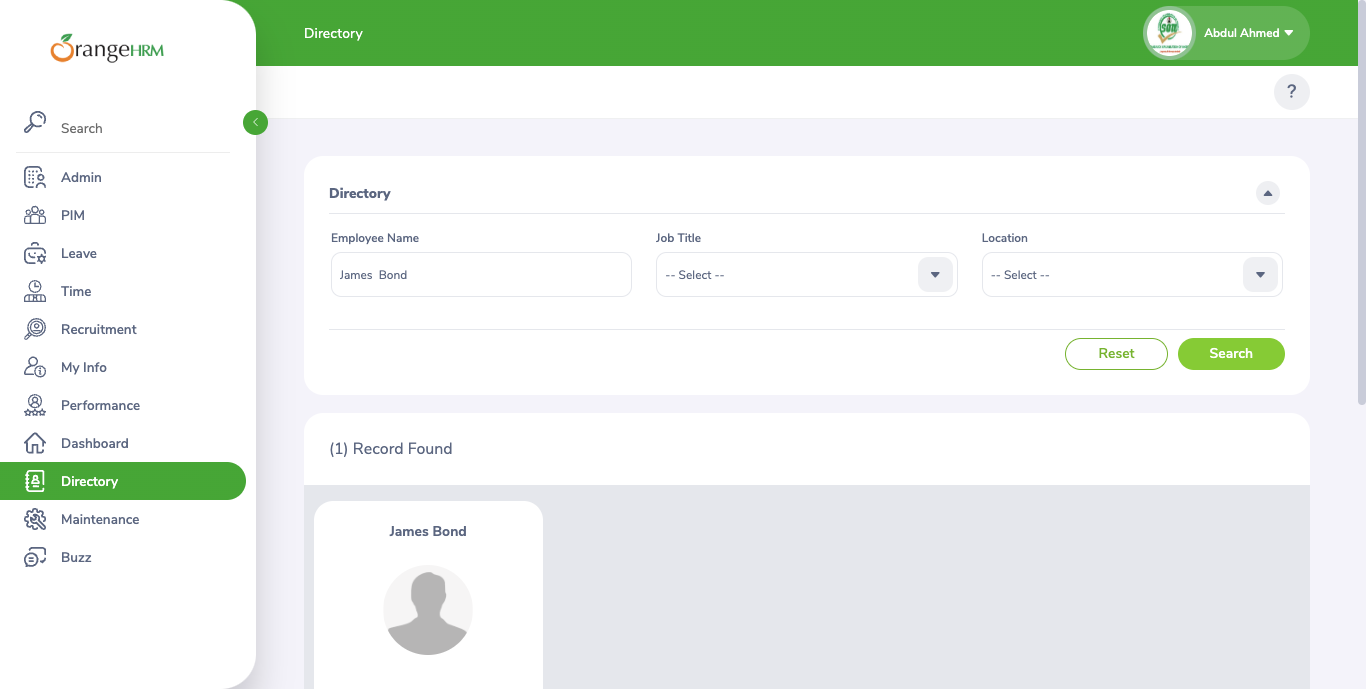 OrangeHRM
Directory
Abdul Ahmed
?
Search
Admin
PIM
Leave
Time
Recruitment
My Info
Performance
Dashboard
Directory
Maintenance
Buzz
Directory
Employee Name
Job Title
Location
James  Bond
-- Select --
-- Select --
Reset
Search
(1) Record Found
James Bond